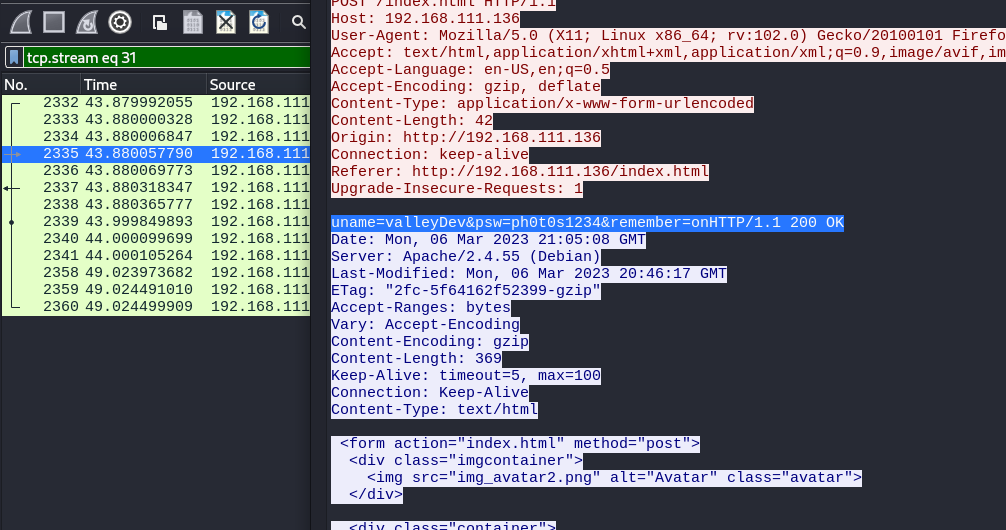 tcp.stream eq 31
No. Time Source
2332 43.879992055 192.168.111
2333 43.880000328 192.168.111
2334 43.880006847 192.168.111
2335 43.880057790 192.168.111
2336 43.880069773 192.168.111
2337 43.880318347 192.168.111
2338 43.880365777 192.168.111
2339 43.999849893 192.168.111
2340 44.000099699 192.168.111
2341 44.000105264 192.168.111
2358 49.023973682 192.168.111
2359 49.024491010 192.168.111
2360 49.024499909 192.168.111
POST /index.html HTTP/1.1
Host: 192.168.111.136
User-Agent: Mozilla/5.0 (X11; Linux x86_64; rv:102.0) Gecko/20100101 Firefo
Accept: text/html,application/xhtml+xml,application/xml;q=0.9,image/avif,im
Accept-Language: en-US,en;q=0.5
Accept-Encoding: gzip, deflate
Content-Type: application/x-www-form-urlencoded
Content-Length: 42
Origin: http://192.168.111.136
Connection: keep-alive
Referer: http://192.168.111.136/index.html
Upgrade-Insecure-Requests: 1
uname=valleyDev&psw=ph0t0s1234&remember=onHTTP/1.1 200 OK
Date: Mon, 06 Mar 2023 21:05:08 GMT
Server: Apache/2.4.55 (Debian)
Last-Modified: Mon, 06 Mar 2023 20:46:17 GMT
ETag: "2fc-5f64162f52399-gzip"
Accept-Ranges: bytes
Vary: Accept-Encoding
Content-Encoding: gzip
Content-Length: 369
Keep-Alive: timeout=5, max=100
Connection: Keep-Alive
Content-Type: text/html
<form action="index.html" method="post">
<div class="imgcontainer">
<img src="img_avatar2.png" alt="Avatar" class="avatar">
</div>
<div class="container">